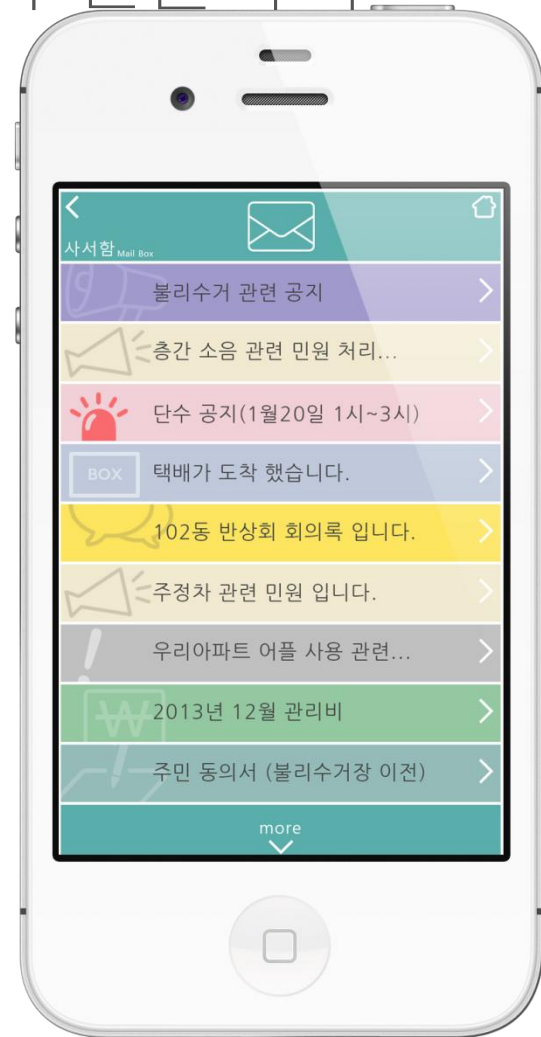 사서함 Mail Box
불리수거 관련 공지
층간 소음 관련 민원 처리...
단수 공지(1월20일 1시~3시)
BOX 택배가 도착 했습니다.
102동 반상회 회의록 입니다.
주정차 관련 민원 입니다.
우리아파트 어플 사용 관련...
₩ 2013년 12월 관리비
주민 동의서 (불리수거장 이전)
more